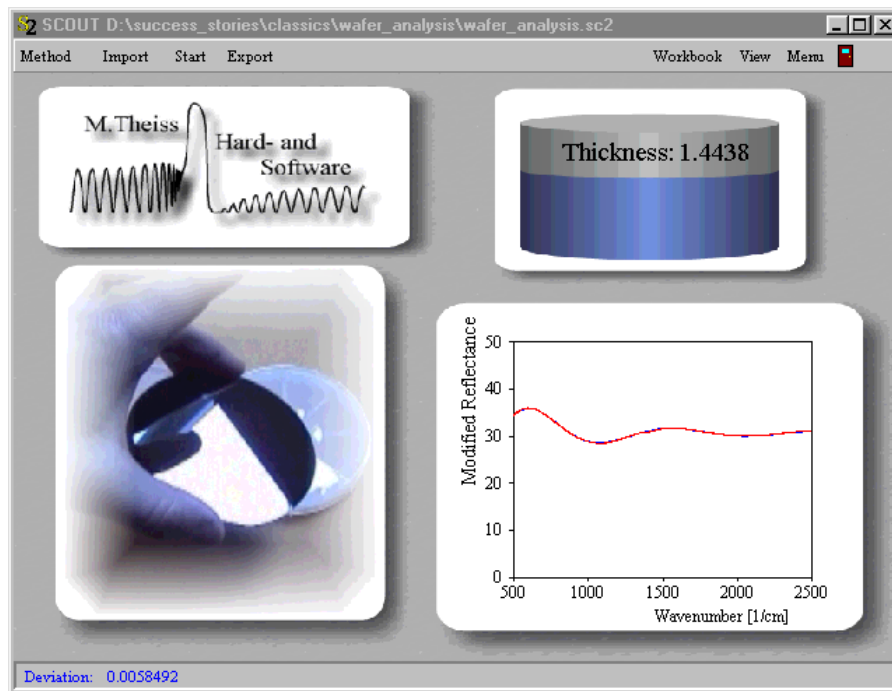 SCOUT D:\success_stories\classics\wafer_analysis\wafer_analysis.sc2
Method Import Start Export Workbook View Menu
M.Theiss
Hard- and
Software
Thickness: 1.4438
Modified Reflectance
50
40
30
20
10
0
500 1000 1500 2000 2500
Wavenumber [1/cm]
Deviation: 0.0058492